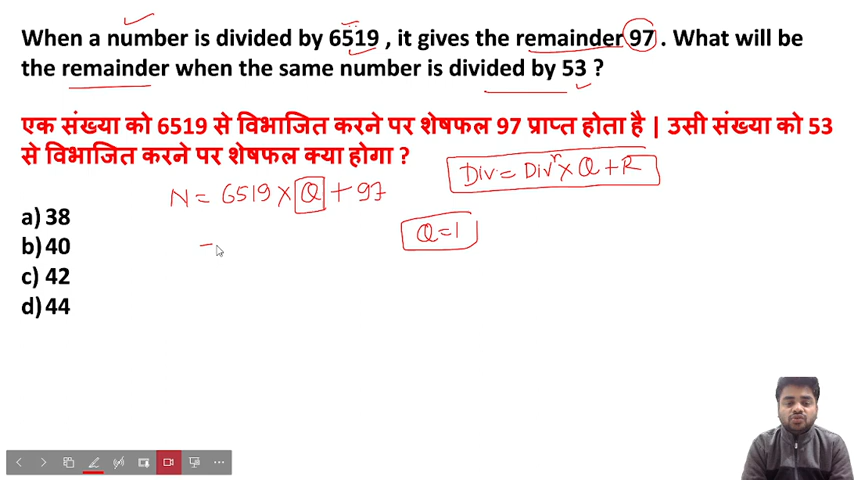 When a number is divided by 6519 , it gives the remainder 97 . What will be
the remainder when the same number is divided by 53 ?
एक संख्या को 6519 से विभाजित करने पर शेषफल 97 प्राप्त होता है | उसी संख्या को 53
से विभाजित करने पर शेषफल क्या होगा ?
Div = Divʳ × Q + R
N = 6519 × Q + 97
a) 38
Q = 1
b) 40
c) 42
d) 44